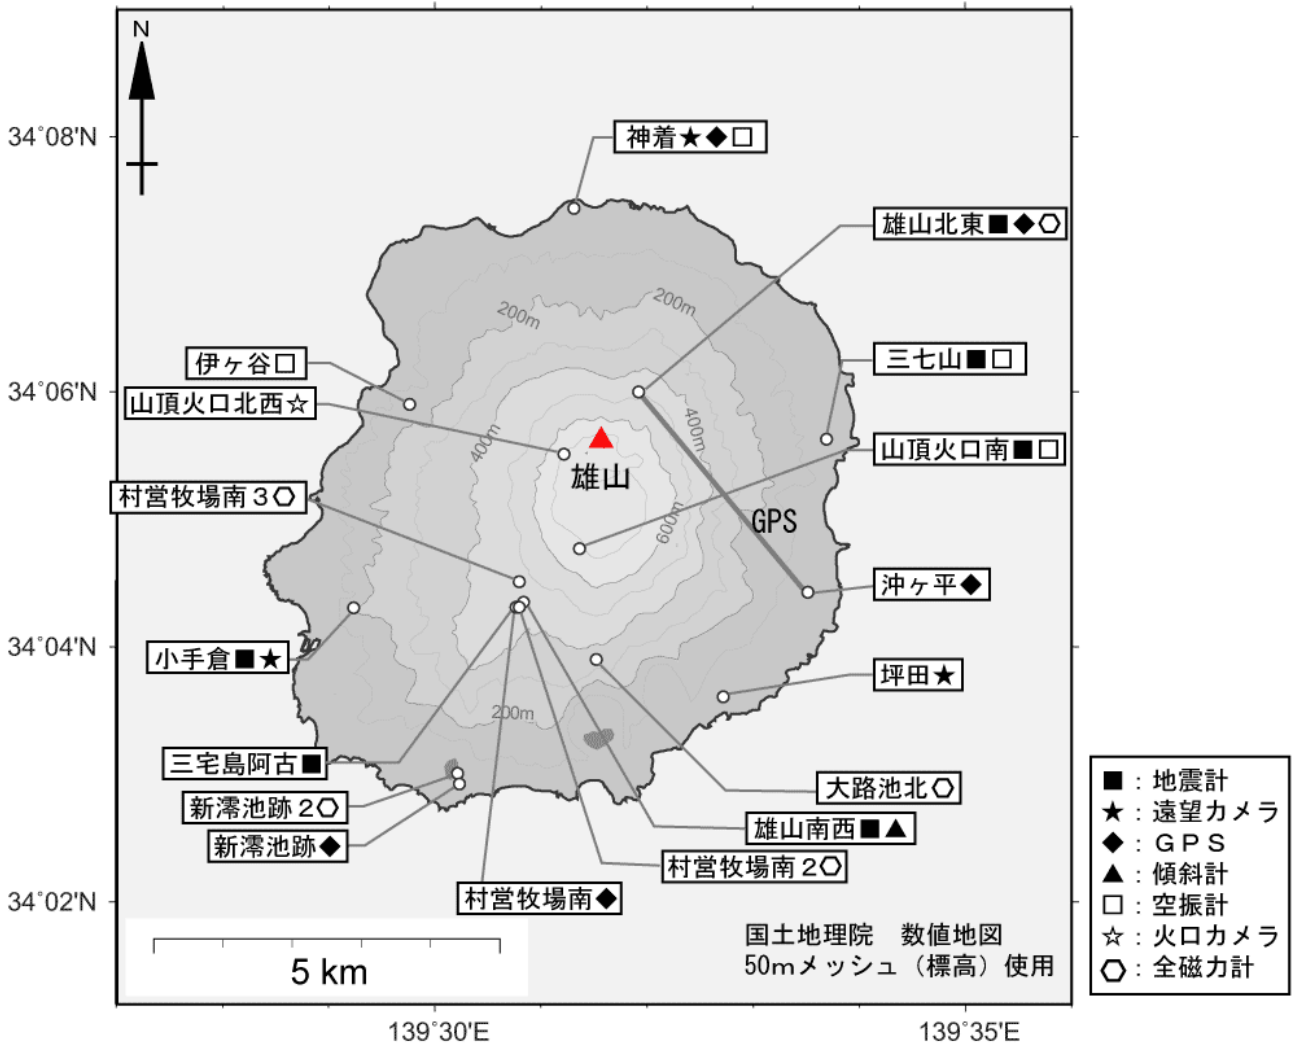 N
34°08'N
神着★◆□
雄山北東■◆⬡
200m
200m
伊ヶ谷□
三七山■□
34°06'N
山頂火口北西☆
400m
400m
山頂火口南■□
雄山
村営牧場南3⬡
600m
GPS
沖ヶ平◆
34°04'N
小手倉■★
坪田★
200m
三宅島阿古■
大路池北⬡
新澪池跡2⬡
雄山南西■▲
新澪池跡◆
村営牧場南2⬡
村営牧場南◆
34°02'N
国土地理院 数値地図
50mメッシュ（標高）使用
5 km
139°30'E
139°35'E
■：地震計
★：遠望カメラ
◆：GPS
▲：傾斜計
□：空振計
☆：火口カメラ
⬡：全磁力計